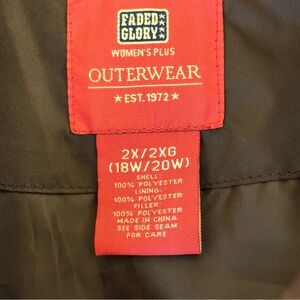 FADED
GLORY
WOMEN'S PLUS
OUTERWEAR
★ EST. 1972 ★
2X/2XG
(18W/20W)
SHELL:
100% POLYESTER
LINING:
100% POLYESTER
FILLER:
100% POLYESTER
MADE IN CHINA
SEE SIDE SEAM
FOR CARE